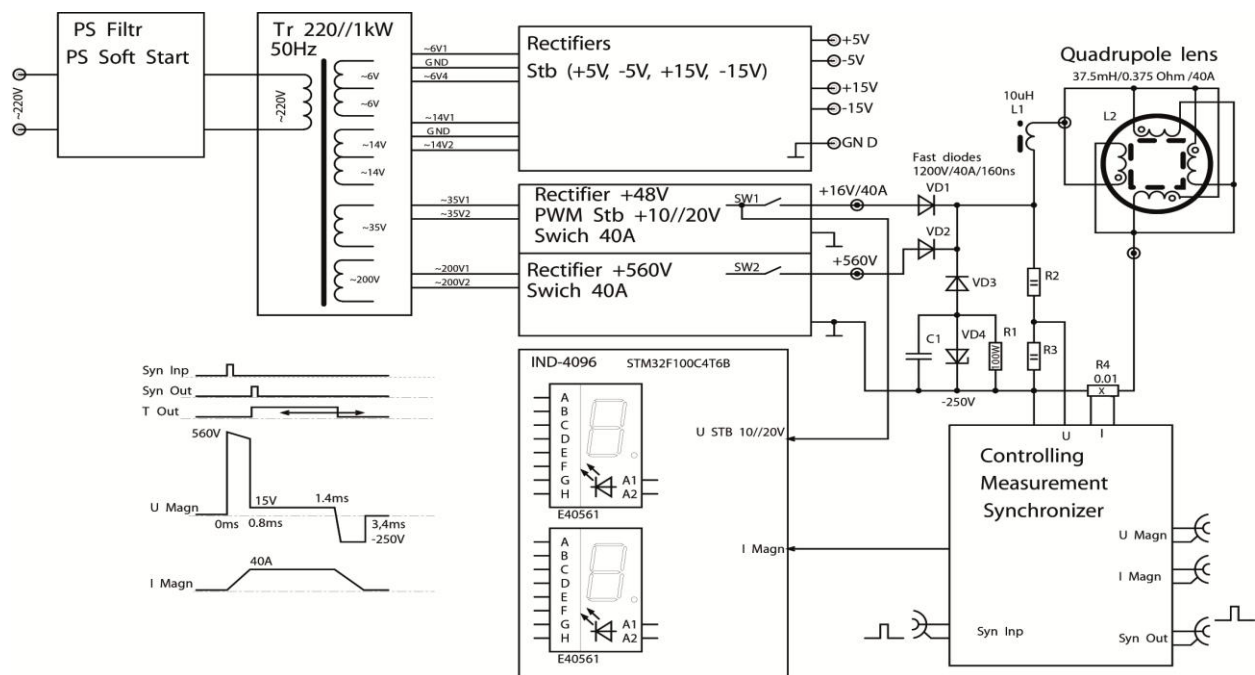 PS Filtr
PS Soft Start
~220V
Tr 220//1kW
50Hz
~220V
~6V
~6V
~14V
~14V
~35V
~200V
~6V1
GND
~6V4
~14V1
GND
~14V2
~35V1
~35V2
~200V1
~200V2
Rectifiers
Stb (+5V, -5V, +15V, -15V)
+5V
-5V
+15V
-15V
GN D
Rectifier +48V
PWM Stb +10//20V
Swich 40A
SW1
Rectifier +560V
Swich 40A
SW2
+16V/40A
+560V
Fast diodes
1200V/40A/160ns
VD1
VD2
VD3
VD4
C1
R1
100W
-250V
10uH
L1
Quadrupole lens
37.5mH/0.375 Ohm /40A
L2
R2
R3
R4
0.01
x
U
I
Controlling
Measurement
Synchronizer
U Magn
I Magn
Syn Out
Syn Inp
IND-4096
STM32F100C4T6B
A
B
C
D
E
F
G
H
A1
A2
E40561
A
B
C
D
E
F
G
H
A1
A2
E40561
U STB 10//20V
I Magn
Syn Inp
Syn Out
T Out
560V
U Magn
0ms
15V
0.8ms
1.4ms
3,4ms
-250V
40A
I Magn